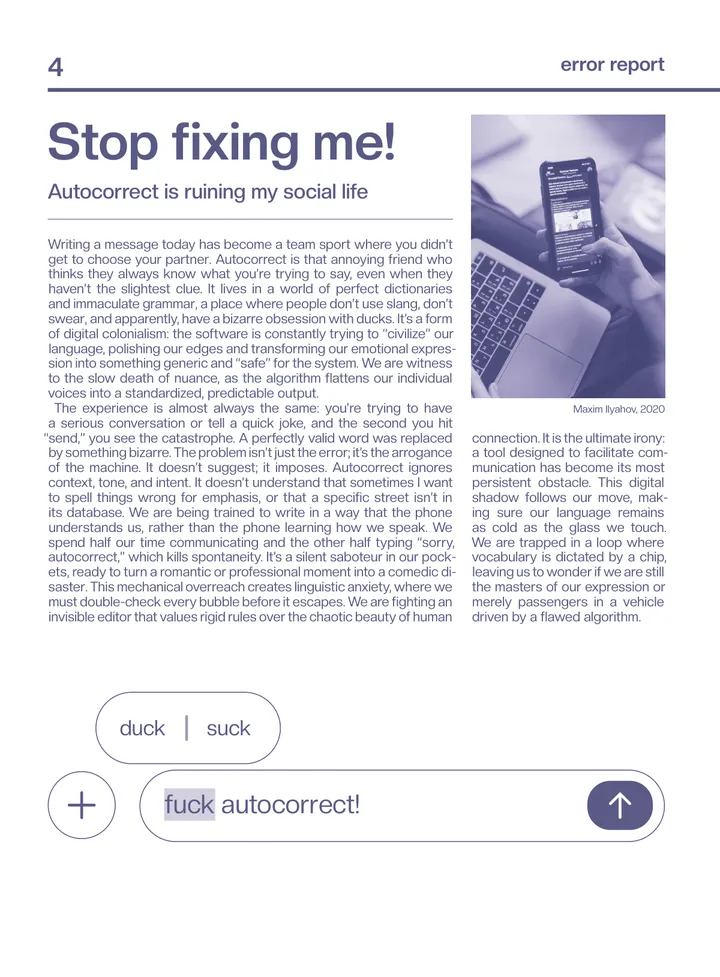 4
error report
Stop fixing me!
Autocorrect is ruining my social life
Writing a message today has become a team sport where you didn't
get to choose your partner. Autocorrect is that annoying friend who
thinks they always know what you're trying to say, even when they
haven't the slightest clue. It lives in a world of perfect dictionaries
and immaculate grammar, a place where people don't use slang, don't
swear, and apparently, have a bizarre obsession with ducks. It's a form
of digital colonialism: the software is constantly trying to “civilize” our
language, polishing our edges and transforming our emotional expres-
sion into something generic and “safe” for the system. We are witness
to the slow death of nuance, as the algorithm flattens our individual
voices into a standardized, predictable output.
The experience is almost always the same: you're trying to have
a serious conversation or tell a quick joke, and the second you hit
“send,” you see the catastrophe. A perfectly valid word was replaced
by something bizarre. The problem isn't just the error; it's the arrogance
of the machine. It doesn't suggest; it imposes. Autocorrect ignores
context, tone, and intent. It doesn't understand that sometimes I want
to spell things wrong for emphasis, or that a specific street isn't in
its database. We are being trained to write in a way that the phone
understands us, rather than the phone learning how we speak. We
spend half our time communicating and the other half typing “sorry,
autocorrect,” which kills spontaneity. It's a silent saboteur in our pock-
ets, ready to turn a romantic or professional moment into a comedic di-
saster. This mechanical overreach creates linguistic anxiety, where we
must double-check every bubble before it escapes. We are fighting an
invisible editor that values rigid rules over the chaotic beauty of human
Maxim Ilyahov, 2020
connection. It is the ultimate irony:
a tool designed to facilitate com-
munication has become its most
persistent obstacle. This digital
shadow follows our move, mak-
ing sure our language remains
as cold as the glass we touch.
We are trapped in a loop where
vocabulary is dictated by a chip,
leaving us to wonder if we are still
the masters of our expression or
merely passengers in a vehicle
driven by a flawed algorithm.
duck | suck
fuck autocorrect!